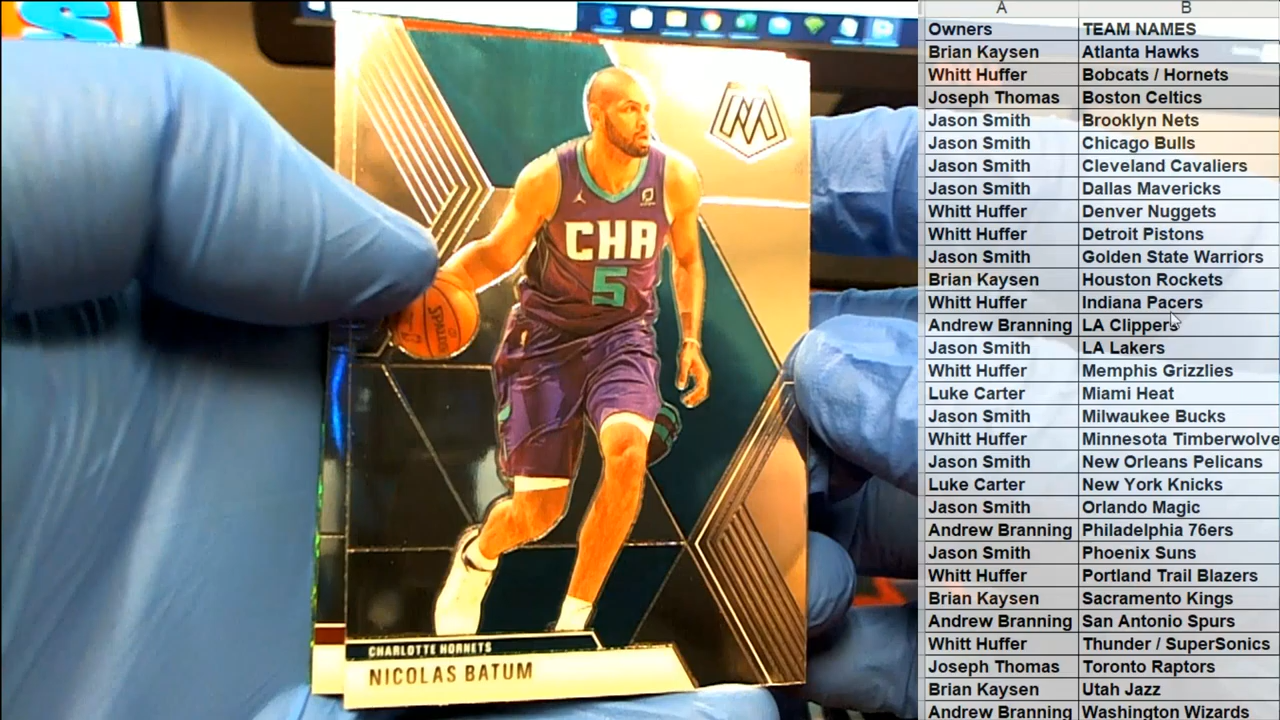 CHA
5
SPALDING
CHARLOTTE HORNETS
NICOLAS BATUM
A B
Owners TEAM NAMES
Brian Kaysen Atlanta Hawks
Whitt Huffer Bobcats / Hornets
Joseph Thomas Boston Celtics
Jason Smith Brooklyn Nets
Jason Smith Chicago Bulls
Jason Smith Cleveland Cavaliers
Jason Smith Dallas Mavericks
Whitt Huffer Denver Nuggets
Whitt Huffer Detroit Pistons
Jason Smith Golden State Warriors
Brian Kaysen Houston Rockets
Whitt Huffer Indiana Pacers
Andrew Branning LA Clippers
Jason Smith LA Lakers
Whitt Huffer Memphis Grizzlies
Luke Carter Miami Heat
Jason Smith Milwaukee Bucks
Whitt Huffer Minnesota Timberwolve
Jason Smith New Orleans Pelicans
Luke Carter New York Knicks
Jason Smith Orlando Magic
Andrew Branning Philadelphia 76ers
Jason Smith Phoenix Suns
Whitt Huffer Portland Trail Blazers
Brian Kaysen Sacramento Kings
Andrew Branning San Antonio Spurs
Whitt Huffer Thunder / SuperSonics
Joseph Thomas Toronto Raptors
Brian Kaysen Utah Jazz
Andrew Branning Washington Wizards